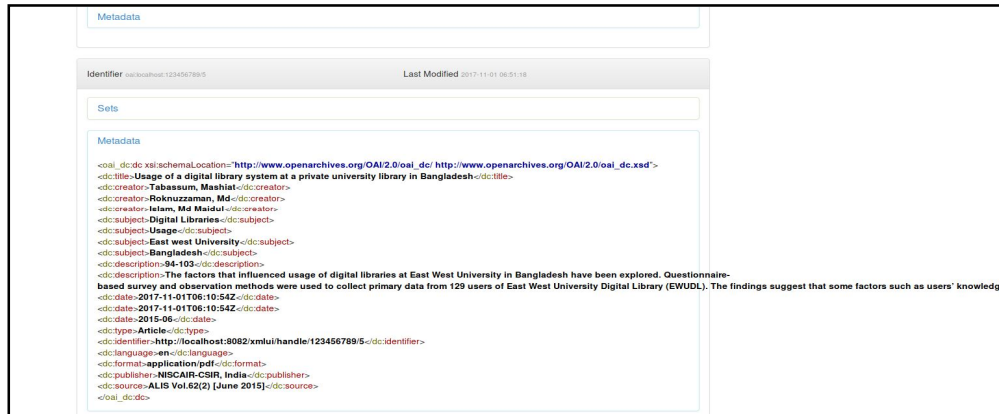 Metadata
Identifier oai:localhost:123456789/5 Last Modified 2017-11-01 06:51:18
Sets
Metadata
<oai_dc:dc xsi:schemaLocation="http://www.openarchives.org/OAI/2.0/oai_dc/ http://www.openarchives.org/OAI/2.0/oai_dc.xsd">
<dc:title>Usage of a digital library system at a private university library in Bangladesh</dc:title>
<dc:creator>Tabassum, Mashiat</dc:creator>
<dc:creator>Roknuzzaman, Md</dc:creator>
<dc:creator>Islam, Md Maidul</dc:creator>
<dc:subject>Digital Libraries</dc:subject>
<dc:subject>Usage</dc:subject>
<dc:subject>East west University</dc:subject>
<dc:subject>Bangladesh</dc:subject>
<dc:description>94-103</dc:description>
<dc:description>The factors that influenced usage of digital libraries at East West University in Bangladesh have been explored. Questionnaire-
based survey and observation methods were used to collect primary data from 129 users of East West University Digital Library (EWUDL). The findings suggest that some factors such as users' knowledg
<dc:date>2017-11-01T06:10:54Z</dc:date>
<dc:date>2017-11-01T06:10:54Z</dc:date>
<dc:date>2015-06</dc:date>
<dc:type>Article</dc:type>
<dc:identifier>http://localhost:8082/xmlui/handle/123456789/5</dc:identifier>
<dc:language>en</dc:language>
<dc:format>application/pdf</dc:format>
<dc:publisher>NISCAIR-CSIR, India</dc:publisher>
<dc:source>ALIS Vol.62(2) [June 2015]</dc:source>
</oai_dc:dc>